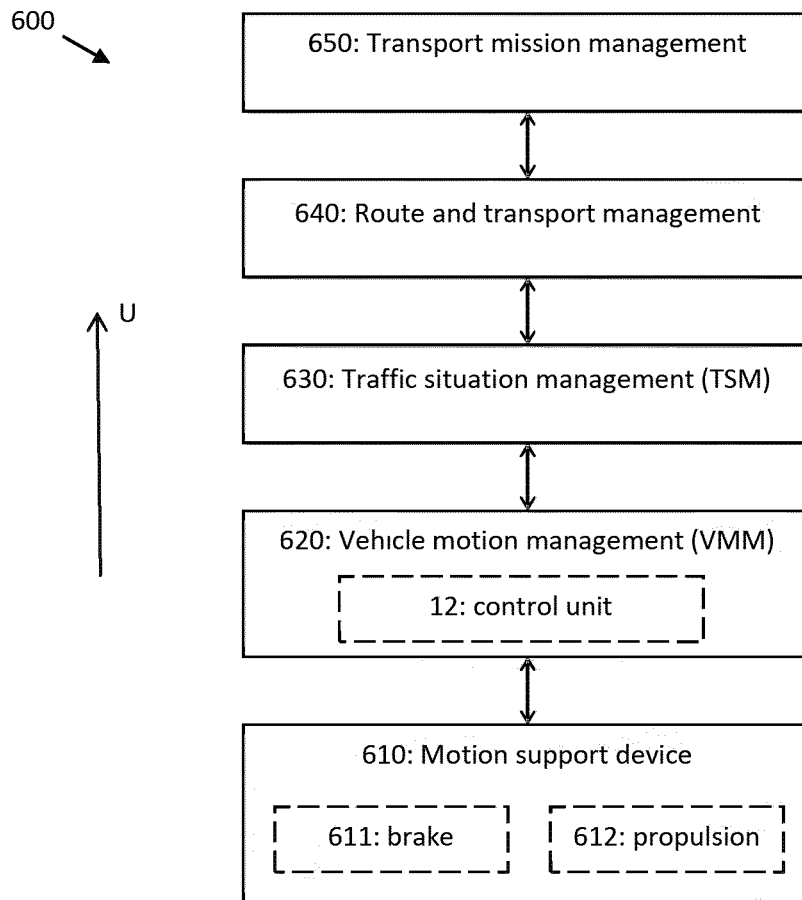 600
650: Transport mission management
640: Route and transport management
U
630: Traffic situation management (TSM)
620: Vehicle motion management (VMM)
12: control unit
610: Motion support device
611: brake
612: propulsion